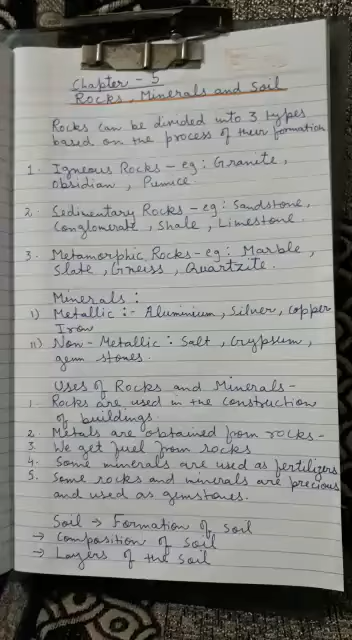 Chapter - 5
Rocks, Minerals and Soil
Rocks can be divided into 3 types
based on the process of their formation
1. Igneous Rocks - eg: Granite,
Obsidian, Pumice
2. Sedimentary Rocks - eg: Sandstone,
Conglomerate, Shale, Limestone.
3. Metamorphic Rocks - eg: Marble,
Slate, Gneiss, Quartzite.
Minerals:
i) Metallic :- Aluminium, Silver, Copper
Iron
ii) Non-Metallic: Salt, Gypsum,
gem stones.
Uses of Rocks and Minerals -
1. Rocks are used in the construction
of buildings.
2. Metals are obtained from rocks -
3. We get fuel from rocks
4. Some minerals are used as fertilizers
5. Some rocks and minerals are precious
and used as gemstones.
Soil → Formation of soil
→ Composition of soil
→ Layers of the soil